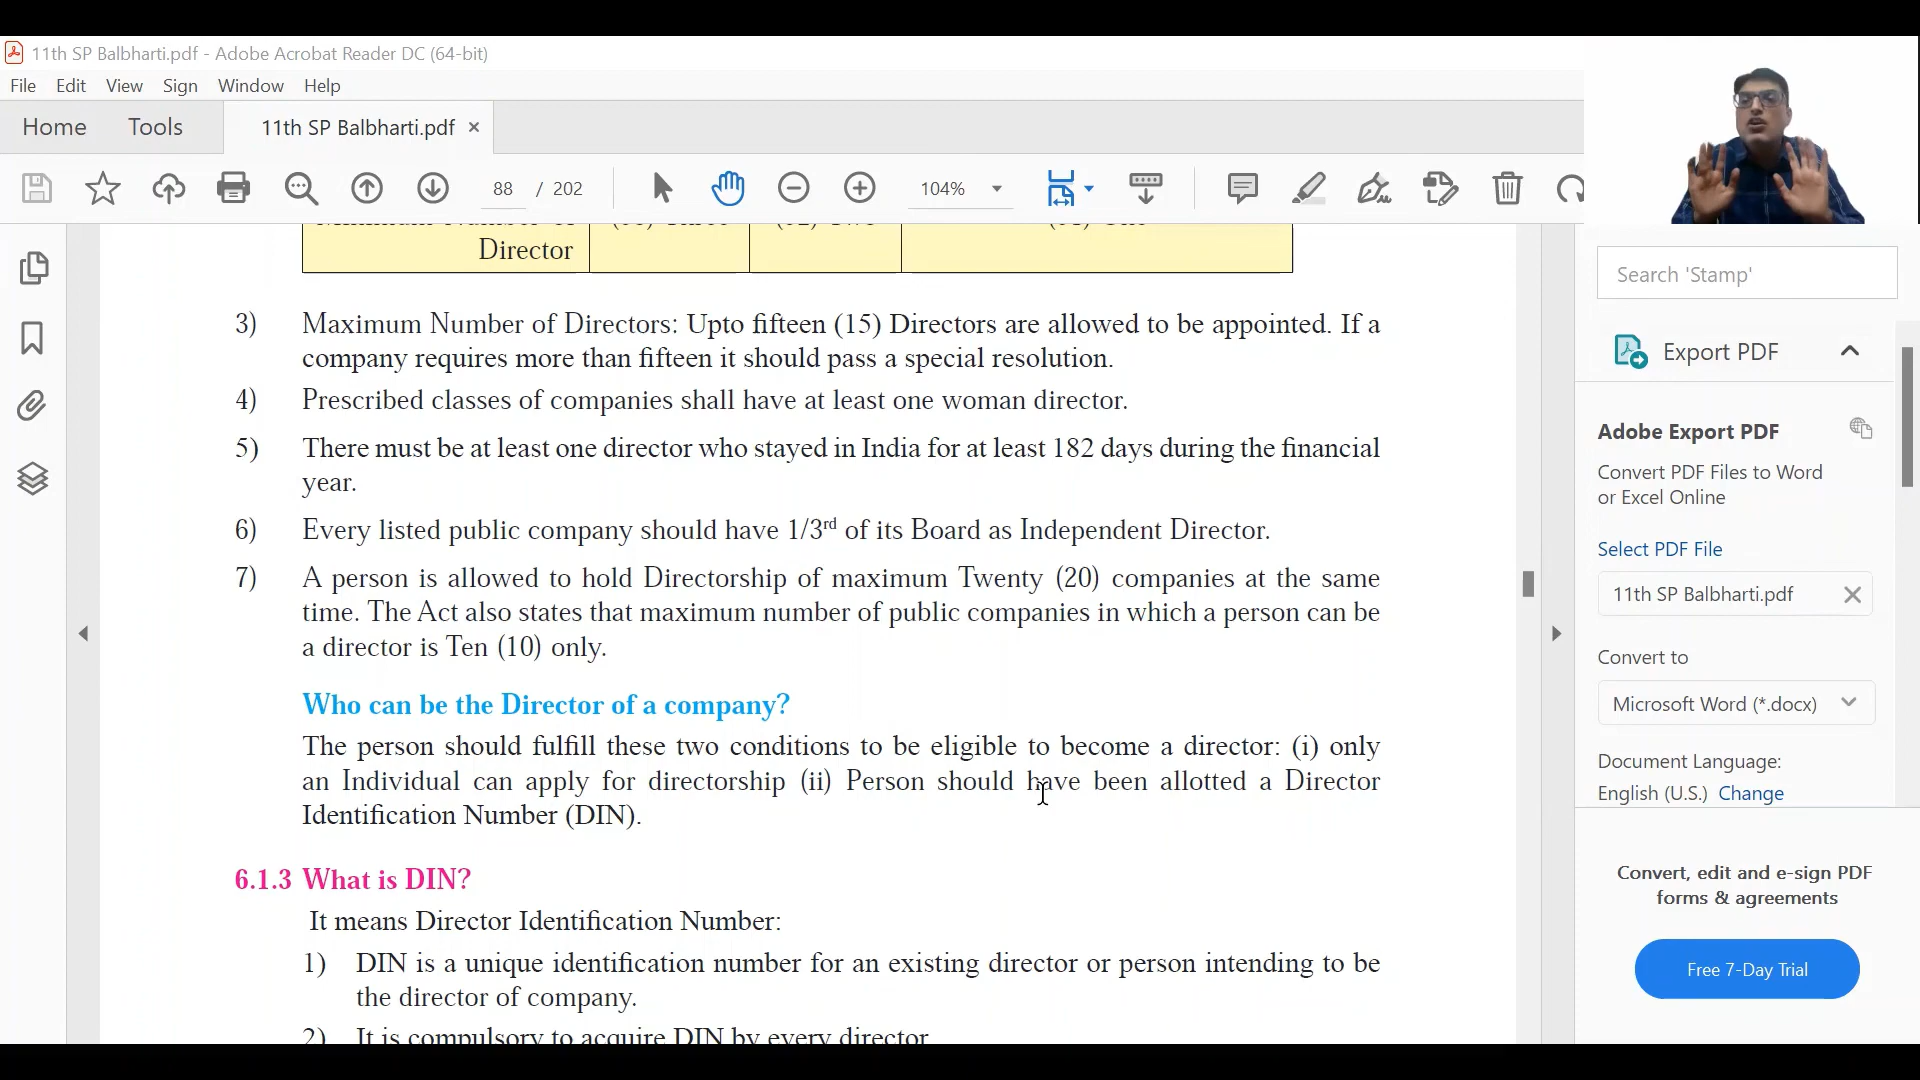 11th SP Balbharti.pdf - Adobe Acrobat Reader DC (64-bit)
File Edit View Sign Window Help
Home Tools 11th SP Balbharti.pdf ×
88 / 202 104%
Director
3) Maximum Number of Directors: Upto fifteen (15) Directors are allowed to be appointed. If a
company requires more than fifteen it should pass a special resolution.
4) Prescribed classes of companies shall have at least one woman director.
5) There must be at least one director who stayed in India for at least 182 days during the financial
year.
6) Every listed public company should have 1/3rd of its Board as Independent Director.
7) A person is allowed to hold Directorship of maximum Twenty (20) companies at the same
time. The Act also states that maximum number of public companies in which a person can be
a director is Ten (10) only.
Who can be the Director of a company?
The person should fulfill these two conditions to be eligible to become a director: (i) only
an Individual can apply for directorship (ii) Person should have been allotted a Director
Identification Number (DIN).
6.1.3 What is DIN?
It means Director Identification Number:
1) DIN is a unique identification number for an existing director or person intending to be
the director of company.
2) It is compulsory to acquire DIN by every director
Search 'Stamp'
Export PDF
Adobe Export PDF
Convert PDF Files to Word
or Excel Online
Select PDF File
11th SP Balbharti.pdf
Convert to
Microsoft Word (*.docx)
Document Language:
English (U.S.) Change
Convert, edit and e-sign PDF
forms & agreements
Free 7-Day Trial